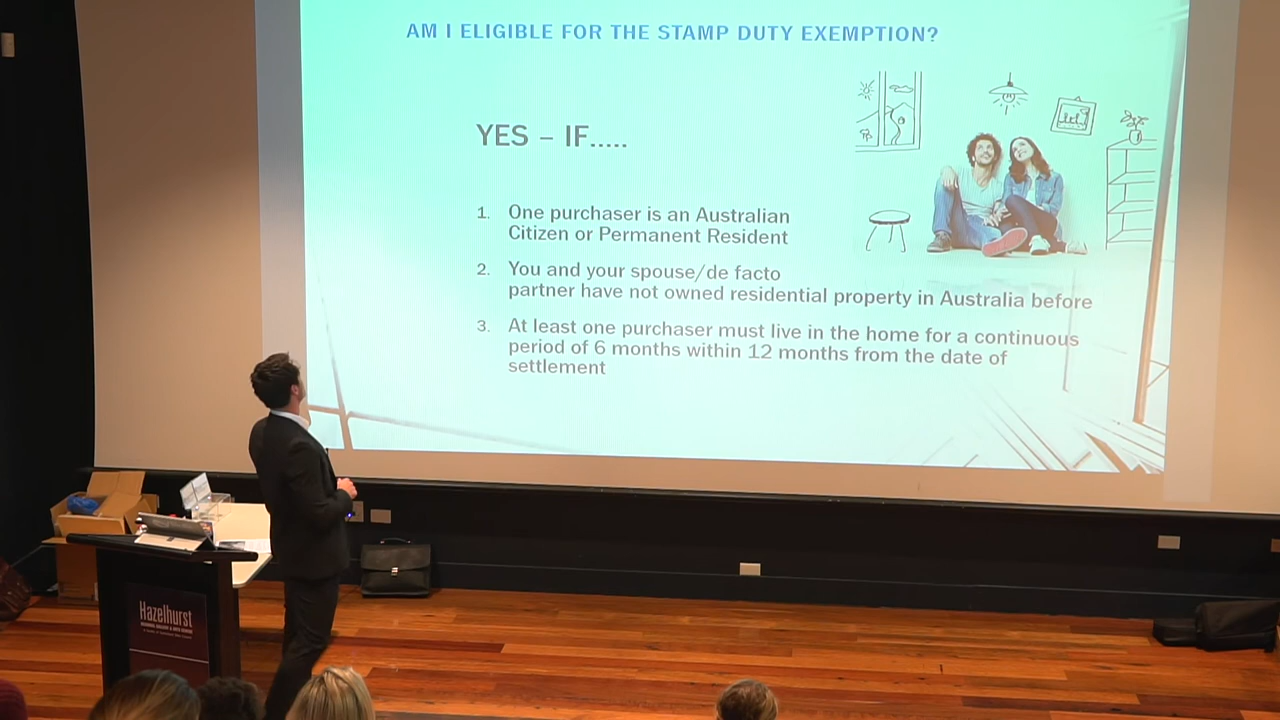 AM I ELIGIBLE FOR THE STAMP DUTY EXEMPTION?
YES – IF.....
1. One purchaser is an Australian
Citizen or Permanent Resident
2. You and your spouse/de facto
partner have not owned residential property in Australia before
3. At least one purchaser must live in the home for a continuous
period of 6 months within 12 months from the date of
settlement
Hazelhurst